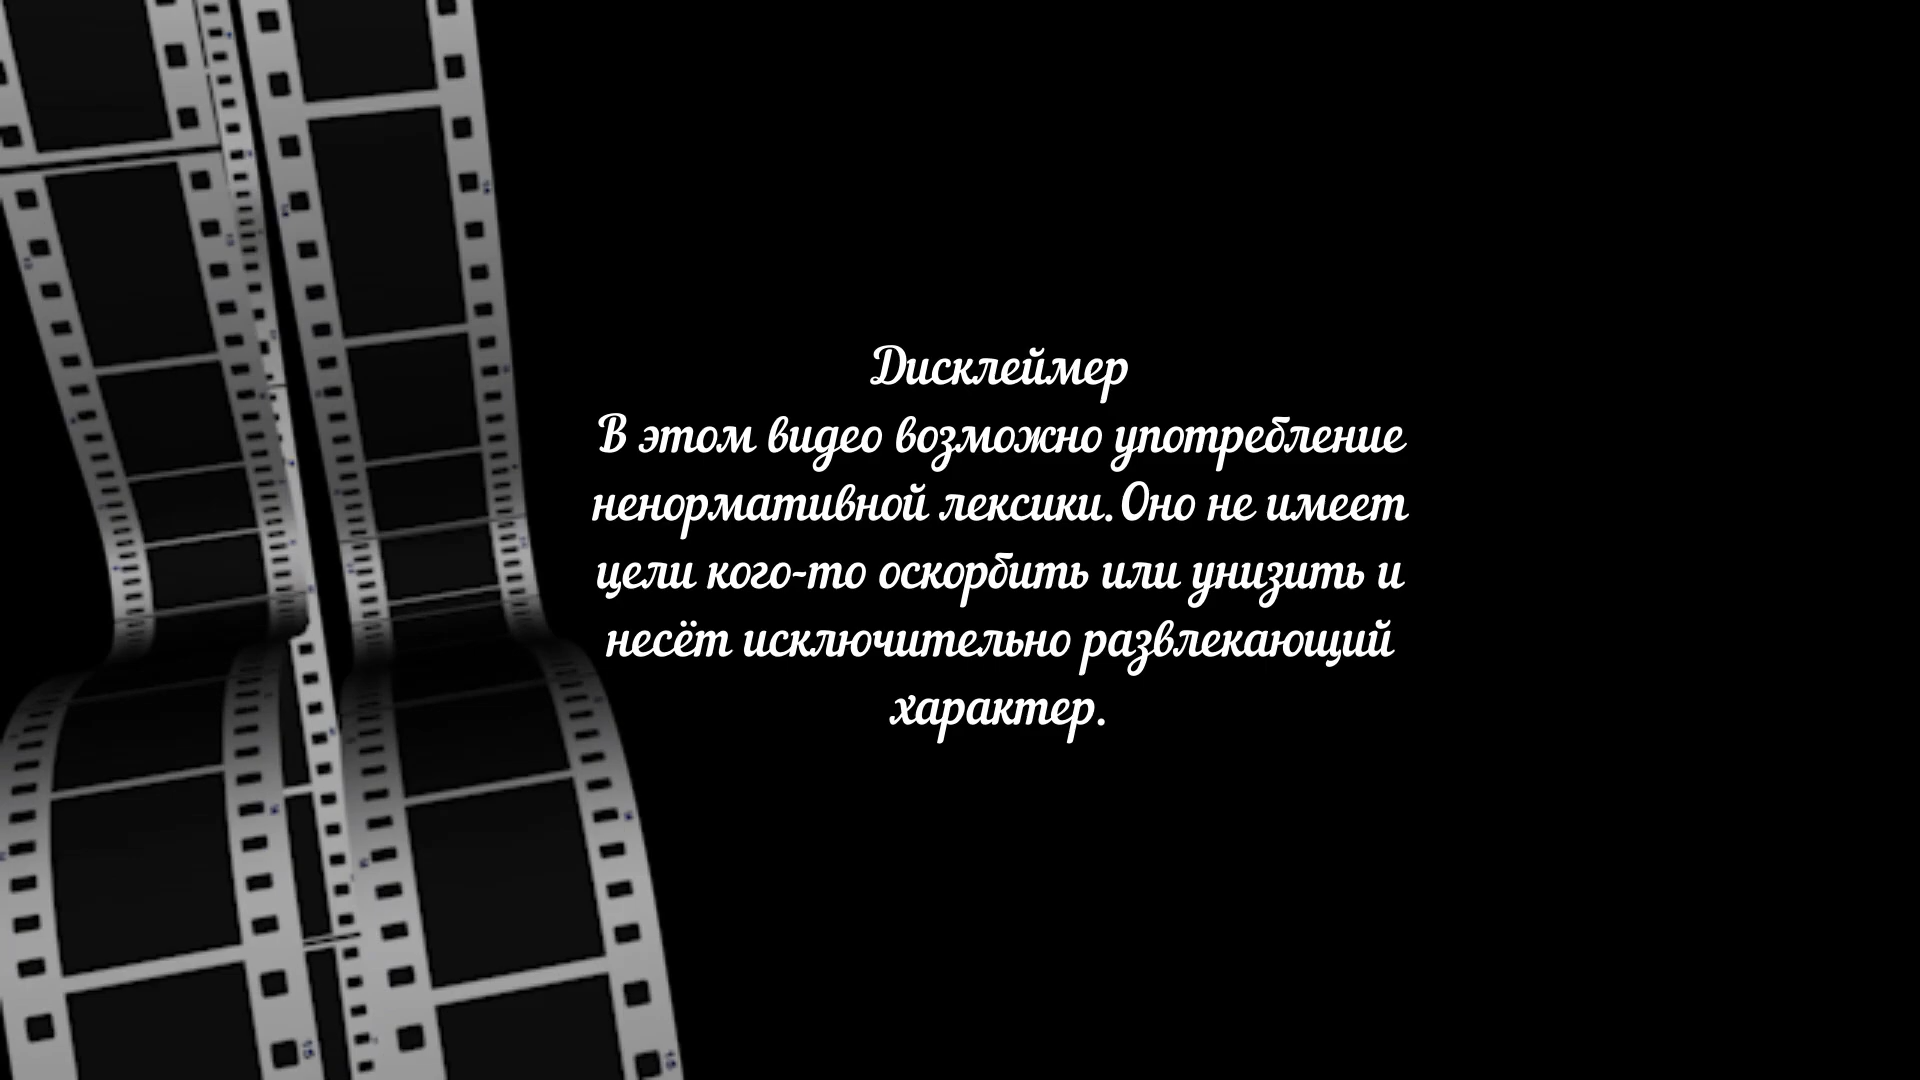 Дисклеймер
В этом видео возможно употребление
ненормативной лексики.Оно не имеет
цели кого-то оскорбить или унизить и
несёт исключительно развлекающий
характер.